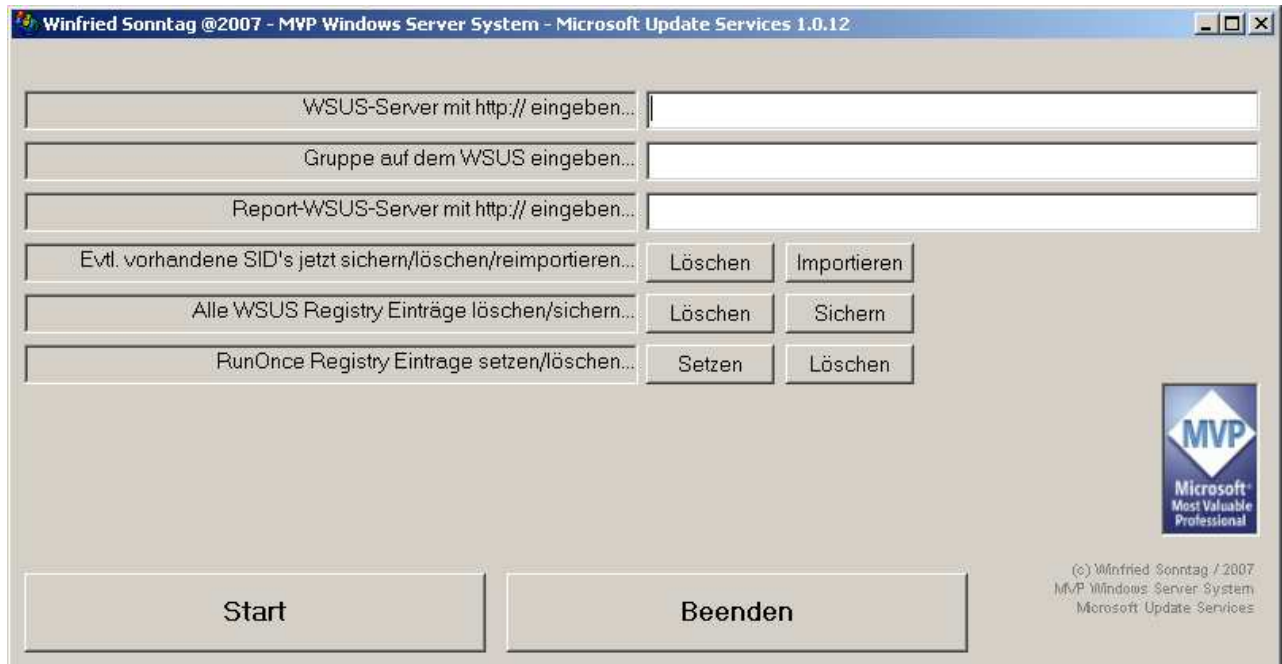 Winfried Sonntag @2007 - MVP Windows Server System - Microsoft Update Services 1.0.12
WSUS-Server mit http:// eingeben...
Gruppe auf dem WSUS eingeben...
Report-WSUS-Server mit http:// eingeben...
Evtl. vorhandene SID's jetzt sichern/löschen/reimportieren... Löschen Importieren
Alle WSUS Registry Einträge löschen/sichern... Löschen Sichern
RunOnce Registry Eintrage setzen/löschen... Setzen Löschen
MVP
Microsoft
Most Valuable
Professional
(c) Winfried Sonntag / 2007
MVP Windows Server System
Microsoft Update Services
Start Beenden